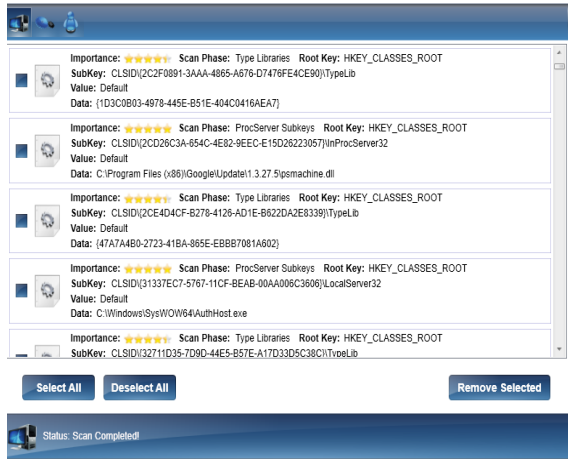 Importance: Scan Phase: Type Libraries Root Key: HKEY_CLASSES_ROOT
SubKey: CLSID\{2C2F0891-3AAA-4865-A676-D7476FE4CE90}\TypeLib
Value: Default
Data: {1D3C0B03-4978-445E-B51E-404C0416AEA7}
Importance: Scan Phase: ProcServer Subkeys Root Key: HKEY_CLASSES_ROOT
SubKey: CLSID\{2CD26C3A-654C-4E82-9EEC-E15D26223057}\InProcServer32
Value: Default
Data: C:\Program Files (x86)\Google\Update\1.3.27.5\psmachine.dll
Importance: Scan Phase: Type Libraries Root Key: HKEY_CLASSES_ROOT
SubKey: CLSID\{2CE4D4CF-B278-4126-AD1E-B622DA2E8339}\TypeLib
Value: Default
Data: {47A7A4B0-2723-41BA-865E-EBBB7081A602}
Importance: Scan Phase: ProcServer Subkeys Root Key: HKEY_CLASSES_ROOT
SubKey: CLSID\{31337EC7-5767-11CF-BEAB-00AA006C3606}\LocalServer32
Value: Default
Data: C:\Windows\SysWOW64\AuthHost.exe
Importance: Scan Phase: Type Libraries Root Key: HKEY_CLASSES_ROOT
SubKey: CLSID\{32711D35-7D9D-44E5-B57E-A17D33D5C38C}\TypeLib
Select All Deselect All Remove Selected
Status: Scan Completed!